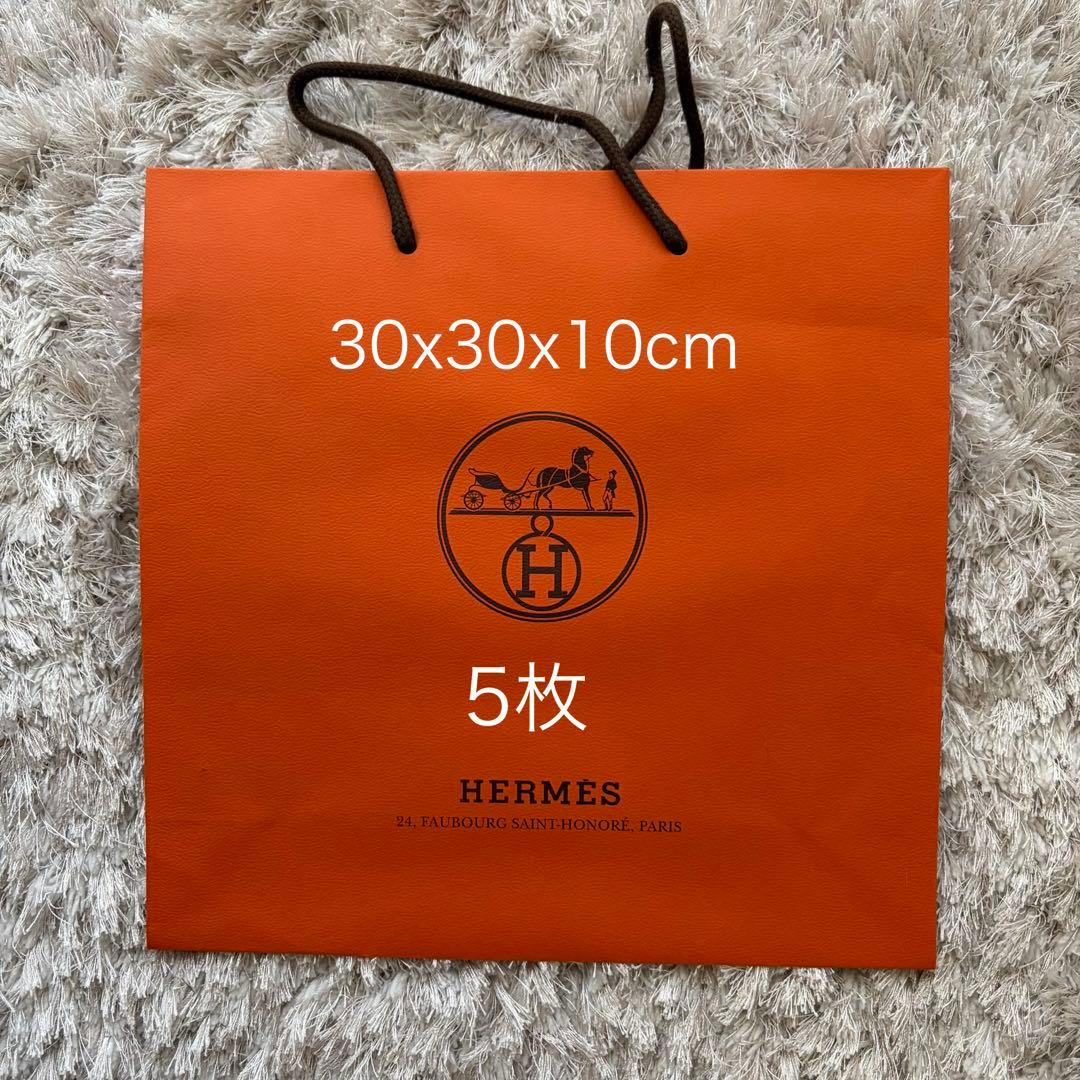 30x30x10cm
H
5枚
HERMÈS
24, FAUBOURG SAINT-HONORÉ, PARIS